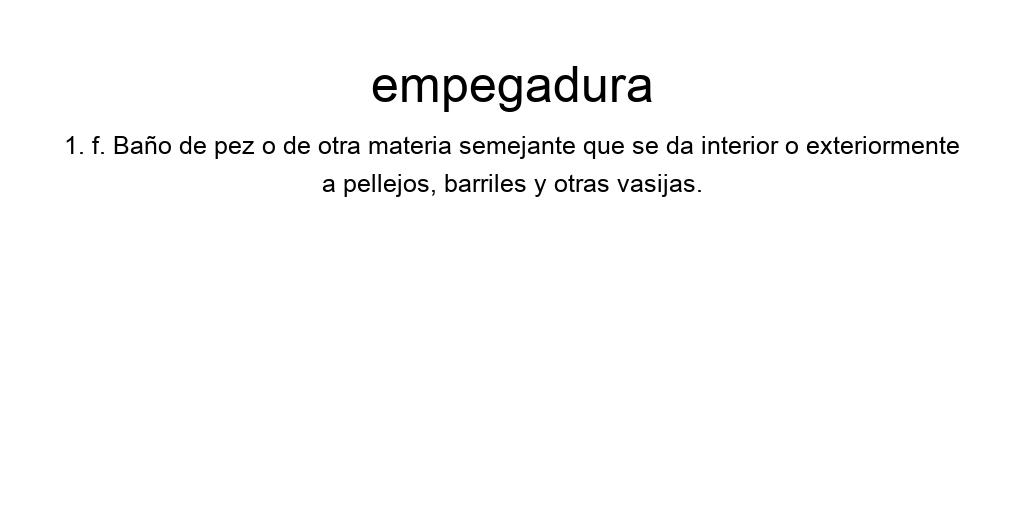 empegadura
1. f. Baño de pez o de otra materia semejante que se da interior o exteriormente
a pellejos, barriles y otras vasijas.